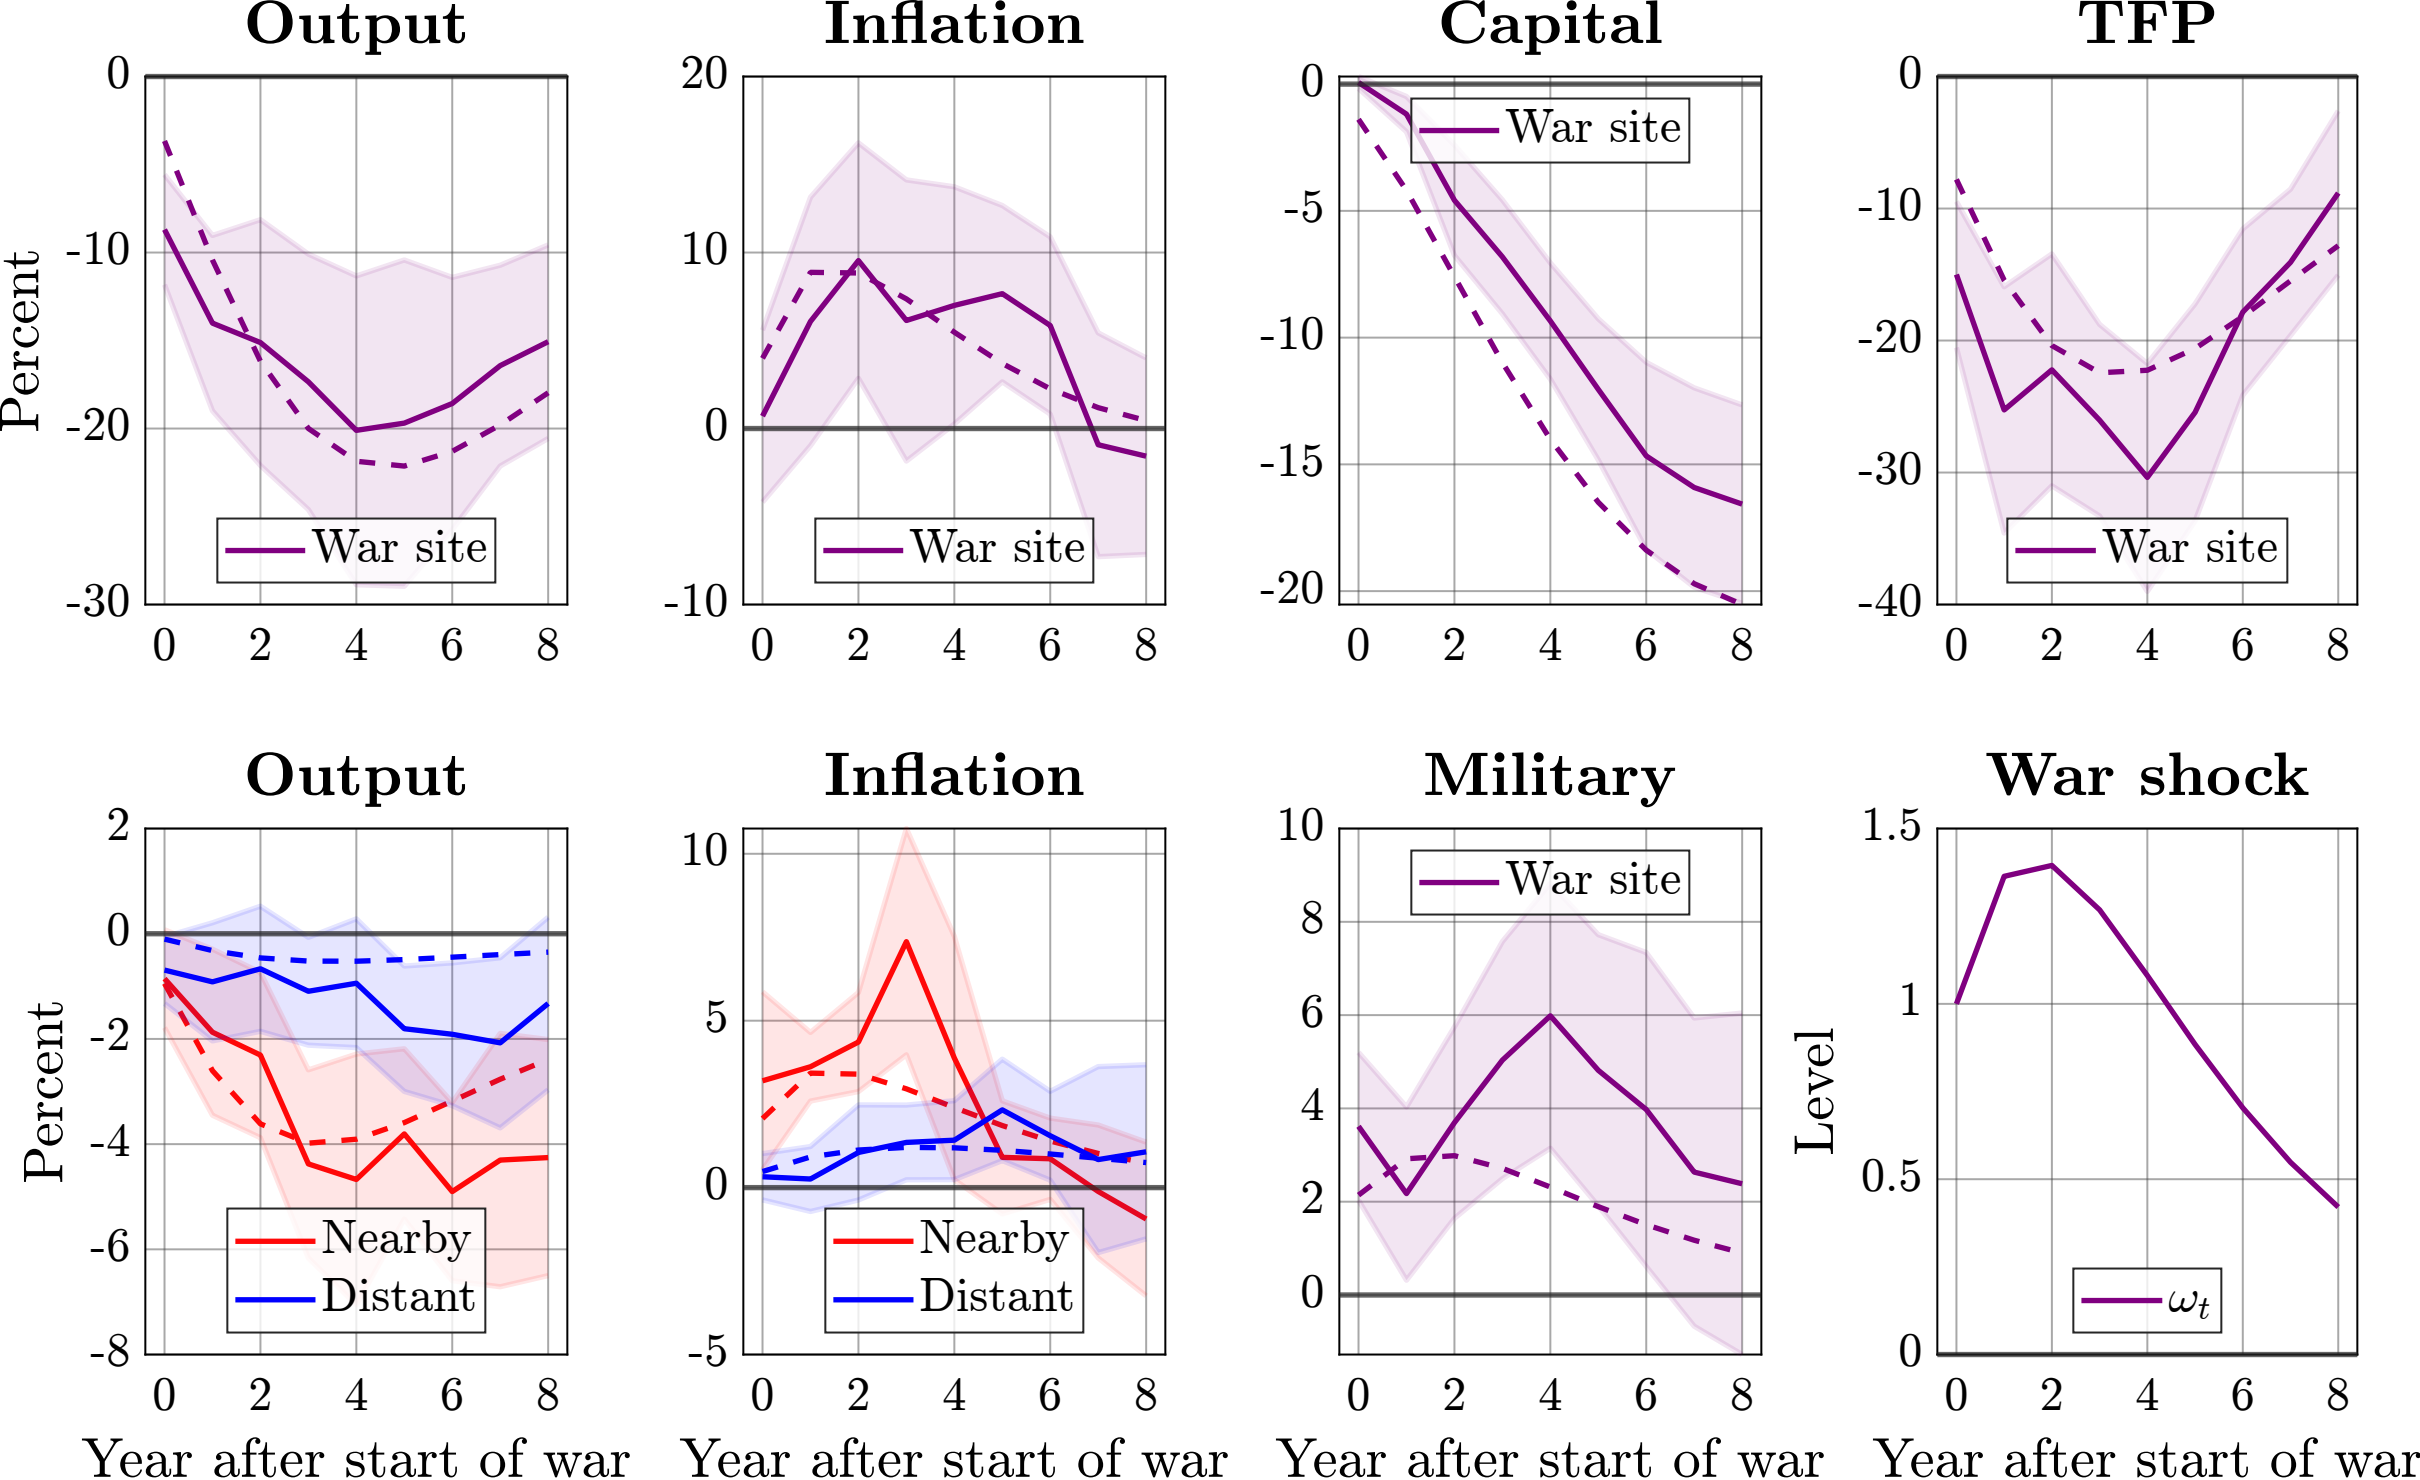 Output
Inflation
Capital
TFP
Percent
0
-10
-20
-30
20
10
0
-10
0
-5
-10
-15
-20
0
-10
-20
-30
-40
War site
War site
War site
War site
0 2 4 6 8
0 2 4 6 8
0 2 4 6 8
0 2 4 6 8
Output
Inflation
Military
War shock
Percent
2
0
-2
-4
-6
-8
Nearby
Distant
10
5
0
-5
Nearby
Distant
10
8
6
4
2
0
War site
Level
1.5
1
0.5
0
ω_t
0 2 4 6 8
0 2 4 6 8
0 2 4 6 8
0 2 4 6 8
Year after start of war
Year after start of war
Year after start of war
Year after start of war